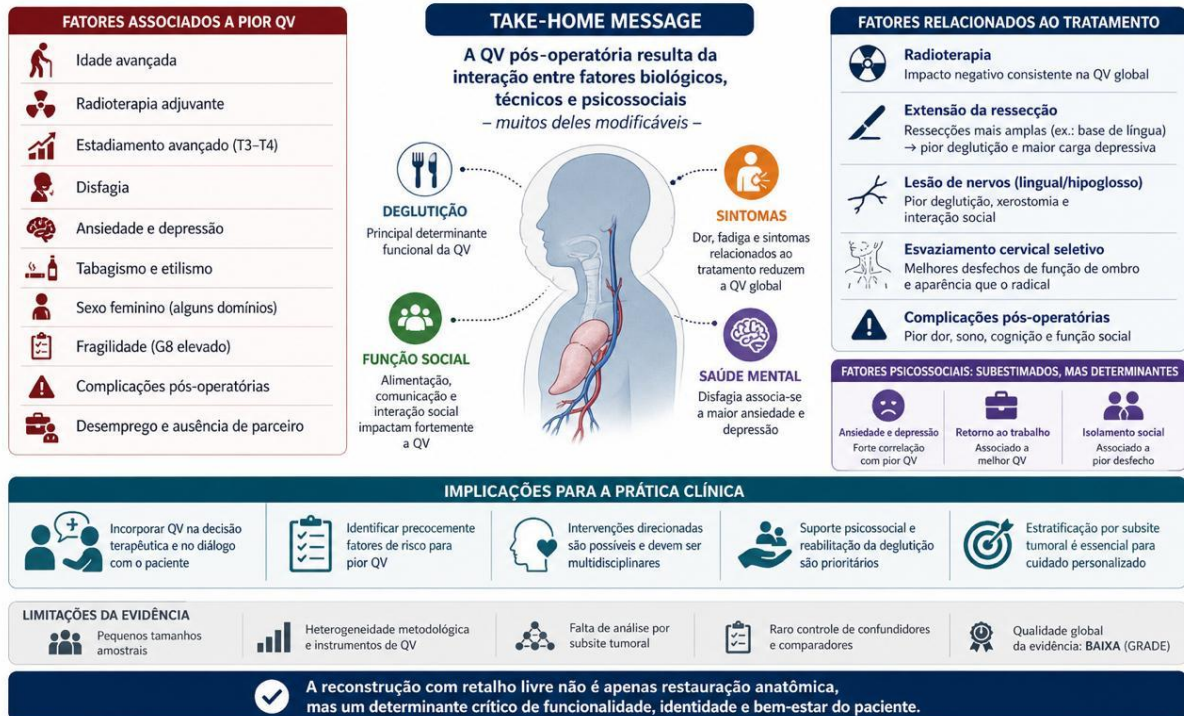 FATORES ASSOCIADOS A PIOR QV
Idade avançada
Radioterapia adjuvante
Estadiamento avançado (T3–T4)
Disfagia
Ansiedade e depressão
Tabagismo e etilismo
Sexo feminino (alguns domínios)
Fragilidade (G8 elevado)
Complicações pós-operatórias
Desemprego e ausência de parceiro
TAKE-HOME MESSAGE
A QV pós-operatória resulta da
interação entre fatores biológicos,
técnicos e psicossociais
– muitos deles modificáveis –
DEGLUTIÇÃO
Principal determinante
funcional da QV
FUNÇÃO SOCIAL
Alimentação,
comunicação e
interação social
impactam fortemente
a QV
SINTOMAS
Dor, fadiga e sintomas
relacionados ao
tratamento reduzem
a QV global
SAÚDE MENTAL
Disfagia associa-se
a maior ansiedade e
depressão
FATORES RELACIONADOS AO TRATAMENTO
Radioterapia
Impacto negativo consistente na QV global
Extensão da ressecção
Ressecções mais amplas (ex.: base de língua)
→ pior deglutição e maior carga depressiva
Lesão de nervos (lingual/hipoglosso)
Pior deglutição, xerostomia e
interação social
Esvaziamento cervical seletivo
Melhores desfechos de função de ombro
e aparência que o radical
Complicações pós-operatórias
Pior dor, sono, cognição e função social
FATORES PSICOSSOCIAIS: SUBESTIMADOS, MAS DETERMINANTES
Ansiedade e depressão
Forte correlação
com pior QV
Retorno ao trabalho
Associado a
melhor QV
Isolamento social
Associado a
pior desfecho
IMPLICAÇÕES PARA A PRÁTICA CLÍNICA
Incorporar QV na decisão
terapêutica e no diálogo
com o paciente
Identificar precocemente
fatores de risco para
pior QV
Intervenções direcionadas
são possíveis e devem ser
multidisciplinares
Suporte psicossocial e
reabilitação da deglutição
são prioritários
Estratificação por subsite
tumoral é essencial para
cuidado personalizado
LIMITAÇÕES DA EVIDÊNCIA
Pequenos tamanhos
amostrais
Heterogeneidade metodológica
e instrumentos de QV
Falta de análise por
subsite tumoral
Raro controle de confundidores
e comparadores
Qualidade global
da evidência: BAIXA (GRADE)
A reconstrução com retalho livre não é apenas restauração anatômica,
mas um determinante crítico de funcionalidade, identidade e bem-estar do paciente.